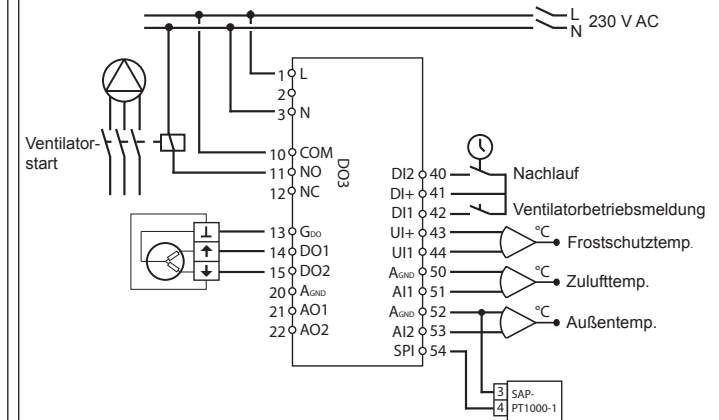 L
N
230 V AC
1 L
2
3 N
Ventilator-
start
10 COM
11 NO
12 NC
DO3
13 GDO
14 DO1
15 DO2
20 AGND
21 AO1
22 AO2
DI2 40
DI+ 41
DI1 42
UI+ 43
UI1 44
AGND 50
AI1 51
AGND 52
AI2 53
SPI 54
Nachlauf
Ventilatorbetriebsmeldung
°C
Frostschutztemp.
°C
Zulufttemp.
°C
Außentemp.
3 SAP-
4 PT1000-1